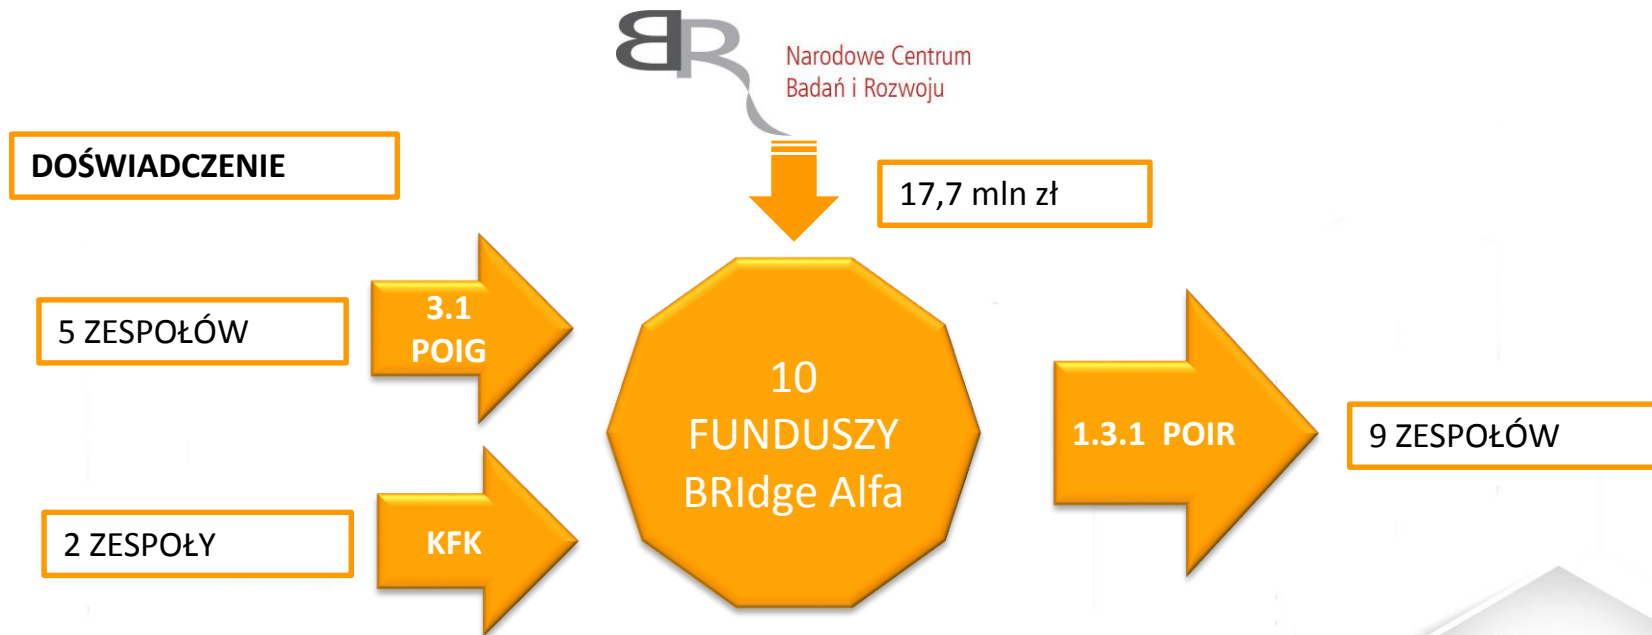 BR
Narodowe Centrum
Badań i Rozwoju
DOŚWIADCZENIE
17,7 mln zł
5 ZESPOŁÓW
3.1
POIG
10
FUNDUSZY
BRIdge Alfa
1.3.1 POIR
9 ZESPOŁÓW
2 ZESPOŁY
KFK